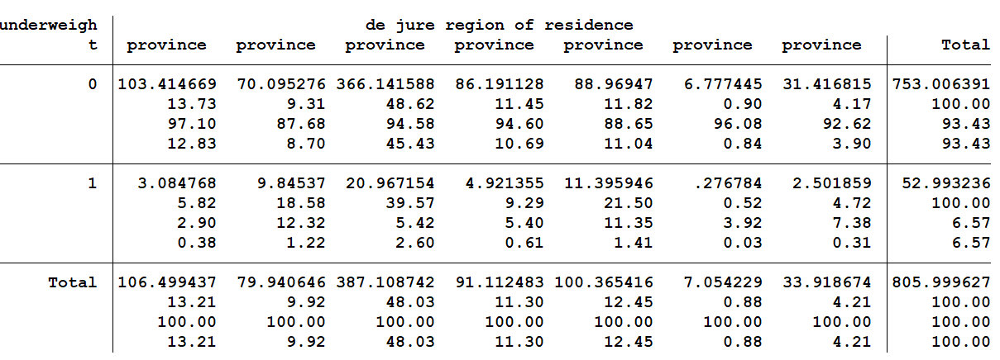 underweigh de jure region of residence
t province province province province province province province Total
0 103.414669 70.095276 366.141588 86.191128 88.96947 6.777445 31.416815 753.006391
13.73 9.31 48.62 11.45 11.82 0.90 4.17 100.00
97.10 87.68 94.58 94.60 88.65 96.08 92.62 93.43
12.83 8.70 45.43 10.69 11.04 0.84 3.90 93.43
1 3.084768 9.84537 20.967154 4.921355 11.395946 .276784 2.501859 52.993236
5.82 18.58 39.57 9.29 21.50 0.52 4.72 100.00
2.90 12.32 5.42 5.40 11.35 3.92 7.38 6.57
0.38 1.22 2.60 0.61 1.41 0.03 0.31 6.57
Total 106.499437 79.940646 387.108742 91.112483 100.365416 7.054229 33.918674 805.999627
13.21 9.92 48.03 11.30 12.45 0.88 4.21 100.00
100.00 100.00 100.00 100.00 100.00 100.00 100.00 100.00
13.21 9.92 48.03 11.30 12.45 0.88 4.21 100.00